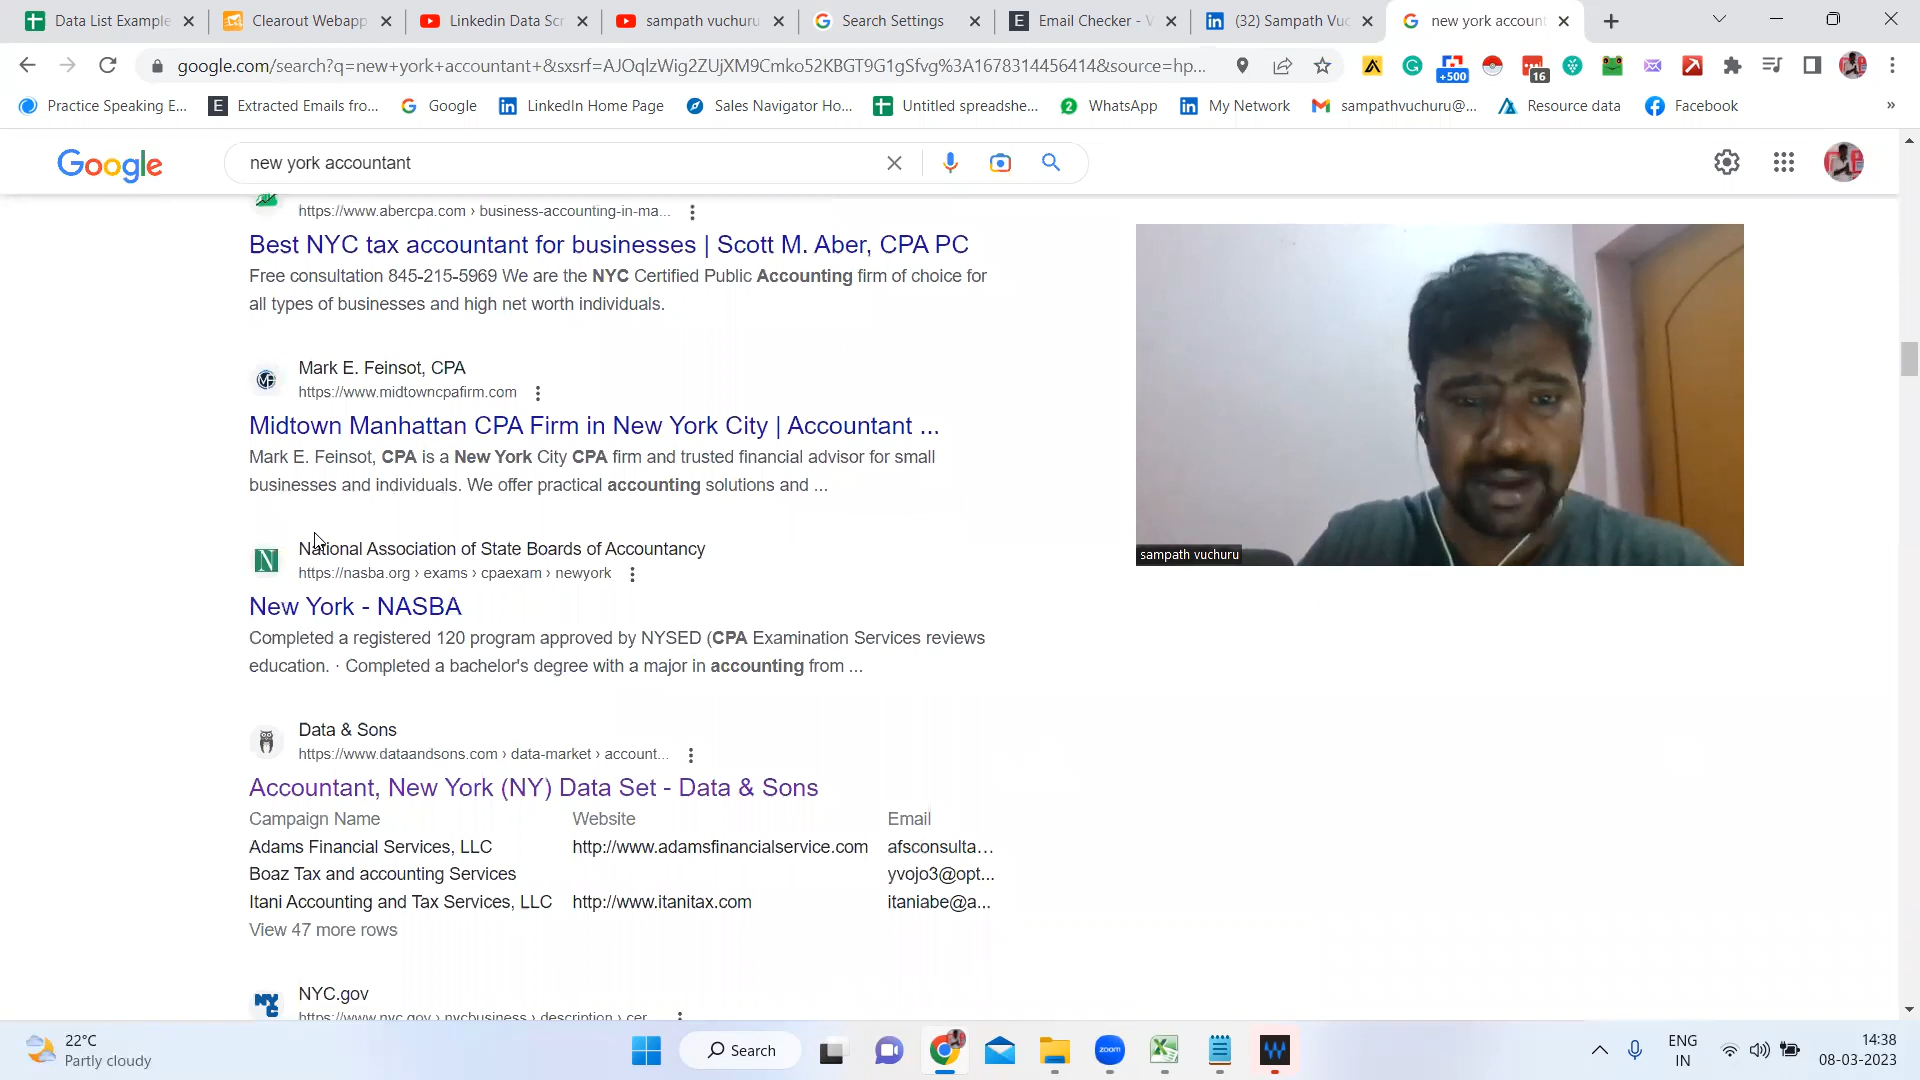 Data List Example
Clearout Webapp
Linkedin Data Scr
sampath vuchuru
Search Settings
Email Checker - V
(32) Sampath Vuc
new york account
google.com/search?q=new+york+accountant+&sxsrf=AJOqlzWig2ZUjXM9Cmko52KBGT9G1gSfvg%3A1678314456414&source=hp...
+500
16
Practice Speaking E...
Extracted Emails fro...
Google
LinkedIn Home Page
Sales Navigator Ho...
Untitled spreadshe...
2
WhatsApp
My Network
sampathvuchuru@...
Resource data
Facebook
»
Google
new york accountant
https://www.abercpa.com › business-accounting-in-ma...
Best NYC tax accountant for businesses | Scott M. Aber, CPA PC
Free consultation 845-215-5969 We are the NYC Certified Public Accounting firm of choice for
all types of businesses and high net worth individuals.
Mark E. Feinsot, CPA
https://www.midtowncpafirm.com
Midtown Manhattan CPA Firm in New York City | Accountant ...
Mark E. Feinsot, CPA is a New York City CPA firm and trusted financial advisor for small
businesses and individuals. We offer practical accounting solutions and ...
National Association of State Boards of Accountancy
https://nasba.org › exams › cpaexam › newyork
New York - NASBA
Completed a registered 120 program approved by NYSED (CPA Examination Services reviews
education. · Completed a bachelor's degree with a major in accounting from ...
Data & Sons
https://www.dataandsons.com › data-market › account...
Accountant, New York (NY) Data Set - Data & Sons
Campaign Name Website Email
Adams Financial Services, LLC http://www.adamsfinancialservice.com afsconsulta...
Boaz Tax and accounting Services yvojo3@opt...
Itani Accounting and Tax Services, LLC http://www.itanitax.com itaniabe@a...
View 47 more rows
NYC.gov
https://www.nyc.gov › nycbusiness › description › cer...
sampath vuchuru
22°C
Partly cloudy
Search
zoom
ENG
IN
14:38
08-03-2023